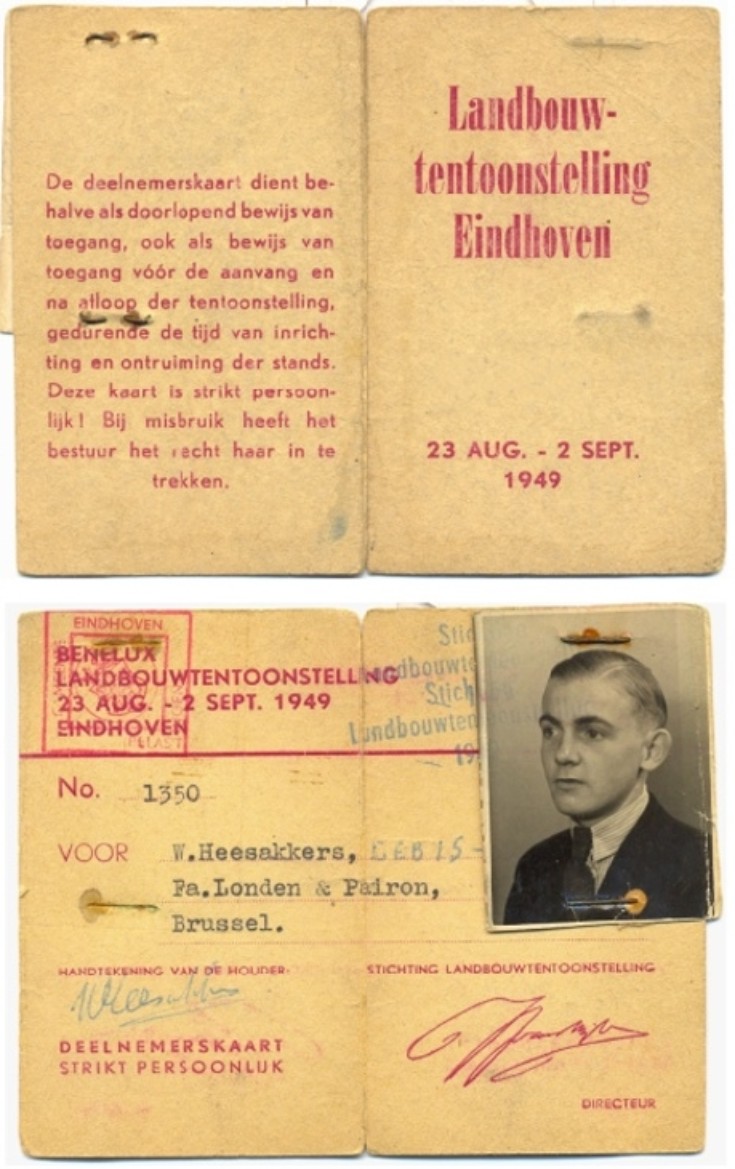 De deelnemerskaart dient be-
halve als doorlopend bewijs van
toegang, ook als bewijs van
toegang vóór de aanvang en
na afloop der tentoonstelling,
gedurende de tijd van inrich-
ting en ontruiming der stands.
Deze kaart is strikt persoon-
lijk! Bij misbruik heeft het
bestuur het recht haar in te
trekken.
Landbouw-
tentoonstelling
Eindhoven
23 AUG. - 2 SEPT.
1949
EINDHOVEN
BENELUX
LANDBOUWTENTOONSTELLING
23 AUG. - 2 SEPT. 1949
EINDHOVEN
No. 1350
VOOR W.Heesakkers,
Fa.Londen & Pairon,
Brussel.
HANDTEKENING VAN DE HOUDER:
WHeesakkers
DEELNEMERSKAART
STRIKT PERSOONLIJK
STICHTING LANDBOUWTENTOONSTELLING
DIRECTEUR